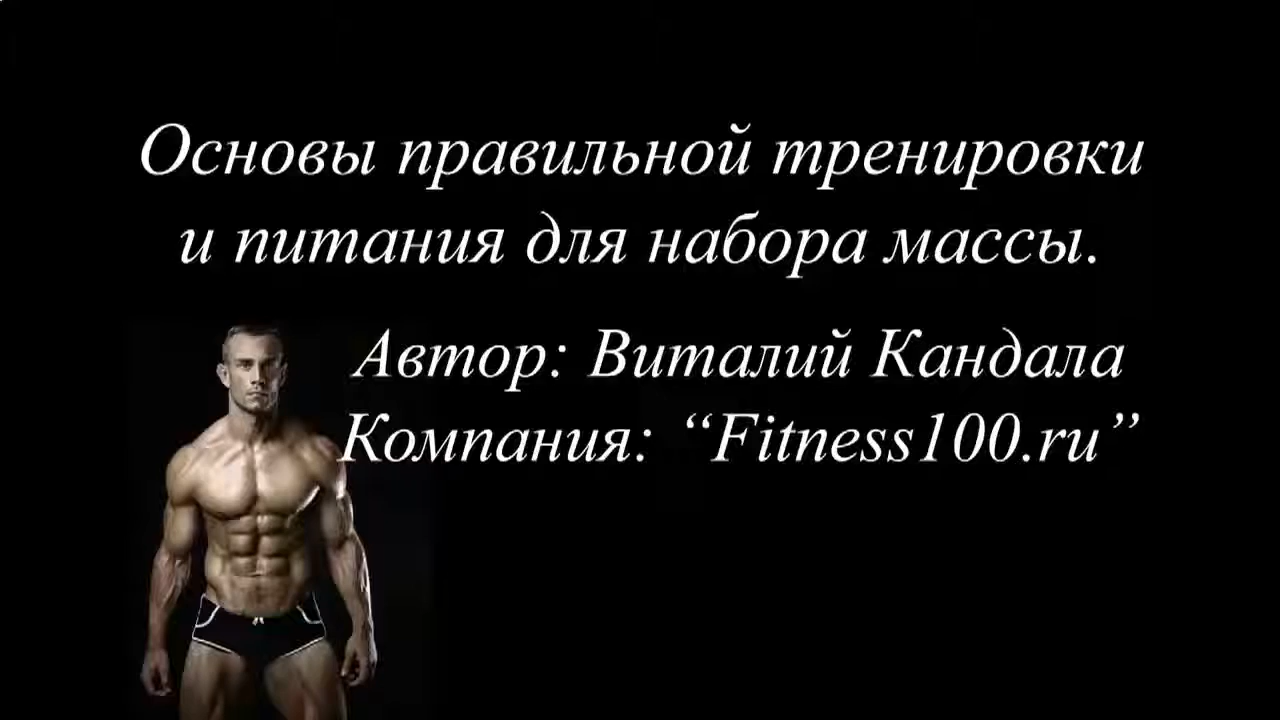 Основы правильной тренировки
и питания для набора массы.
Автор: Виталий Кандала
Компания: “Fitness100.ru”